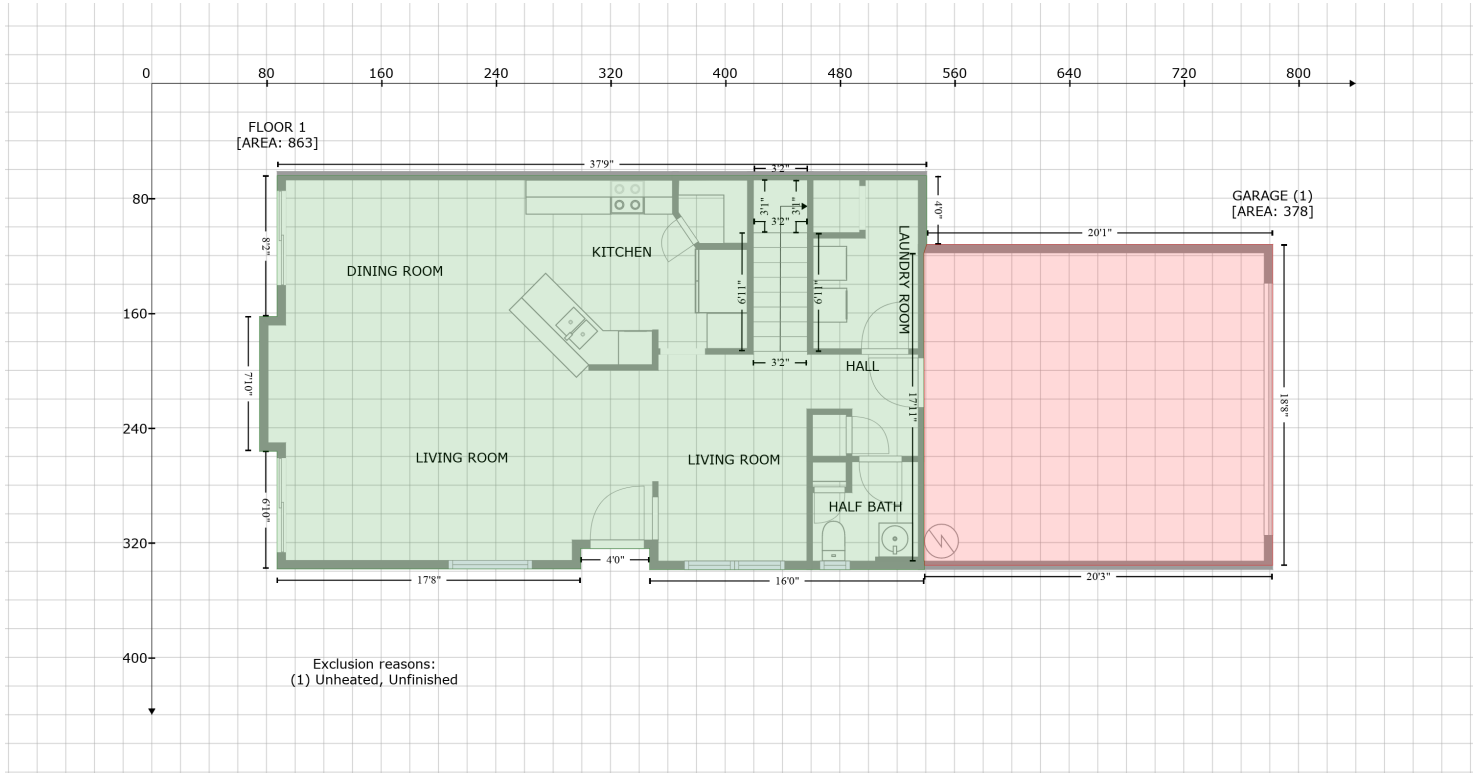 0 80 160 240 320 400 480 560 640 720 800
FLOOR 1
[AREA: 863]
37'9"
3'2"
80
GARAGE (1)
[AREA: 378]
3'1"
3'1"
4'0"
3'2"
20'1"
8'2"
KITCHEN
DINING ROOM
LAUNDRY ROOM
11'9"
11'9"
160
3'2"
HALL
7'10"
17'11"
18'8"
240
LIVING ROOM
LIVING ROOM
6'10"
HALF BATH
320
4'0"
17'8"
16'0"
20'3"
400
Exclusion reasons:
(1) Unheated, Unfinished